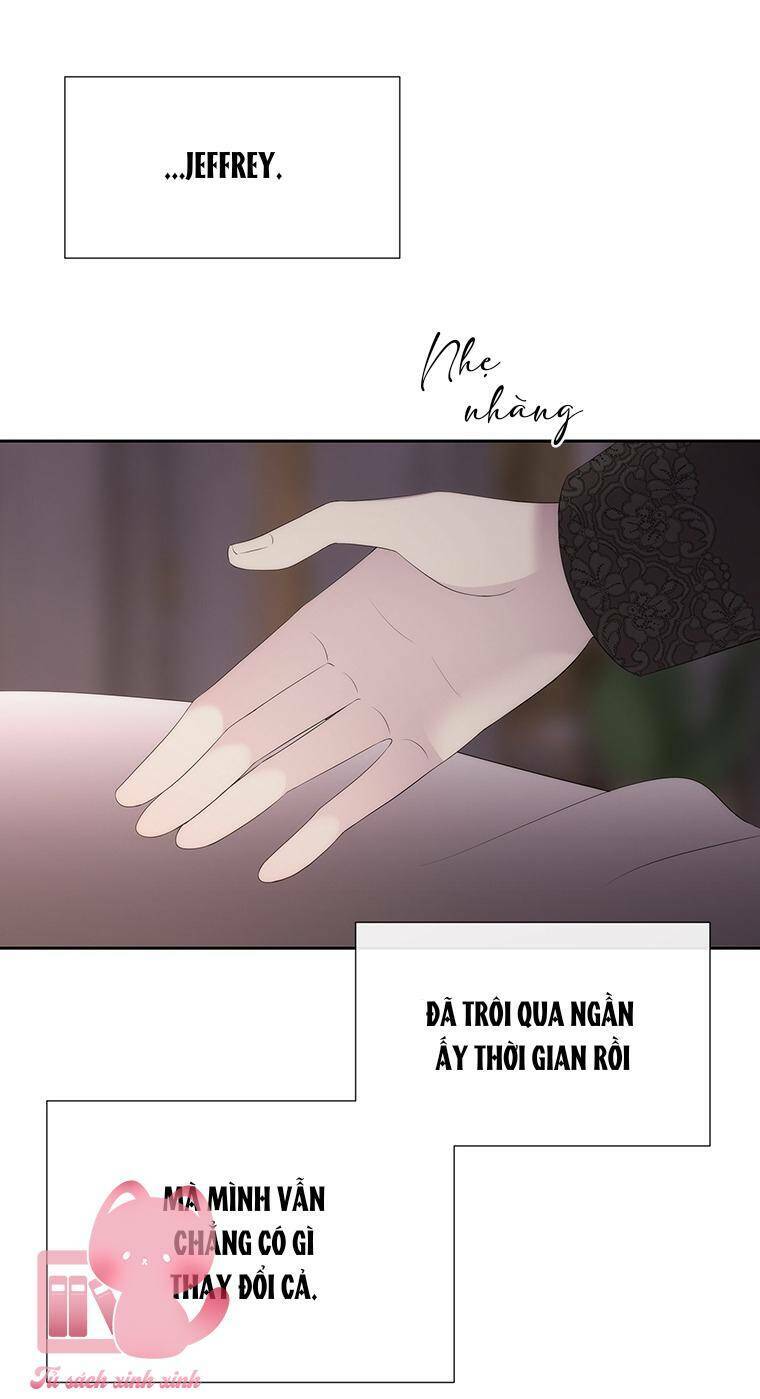 ...JEFFREY.
Nhẹ
nhàng
ĐÃ TRÔI QUA NGẦN
ẤY THỜI GIAN RỒI
MÀ MÌNH VẪN
CHẲNG CÓ GÌ
THAY ĐỔI CẢ.
Tủ sách xinh xinh